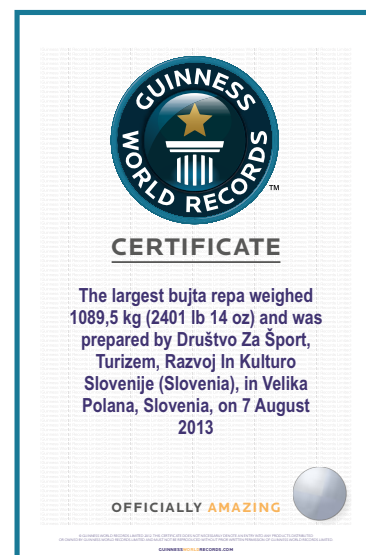 GUINNESS
WORLD RECORDS
TM
CERTIFICATE
The largest bujta repa weighed
1089,5 kg (2401 lb 14 oz) and was
prepared by Društvo Za Šport,
Turizem, Razvoj In Kulturo
Slovenije (Slovenia), in Velika
Polana, Slovenia, on 7 August
2013
OFFICIALLY AMAZING
GUINNESSWORLDRECORDS.COM